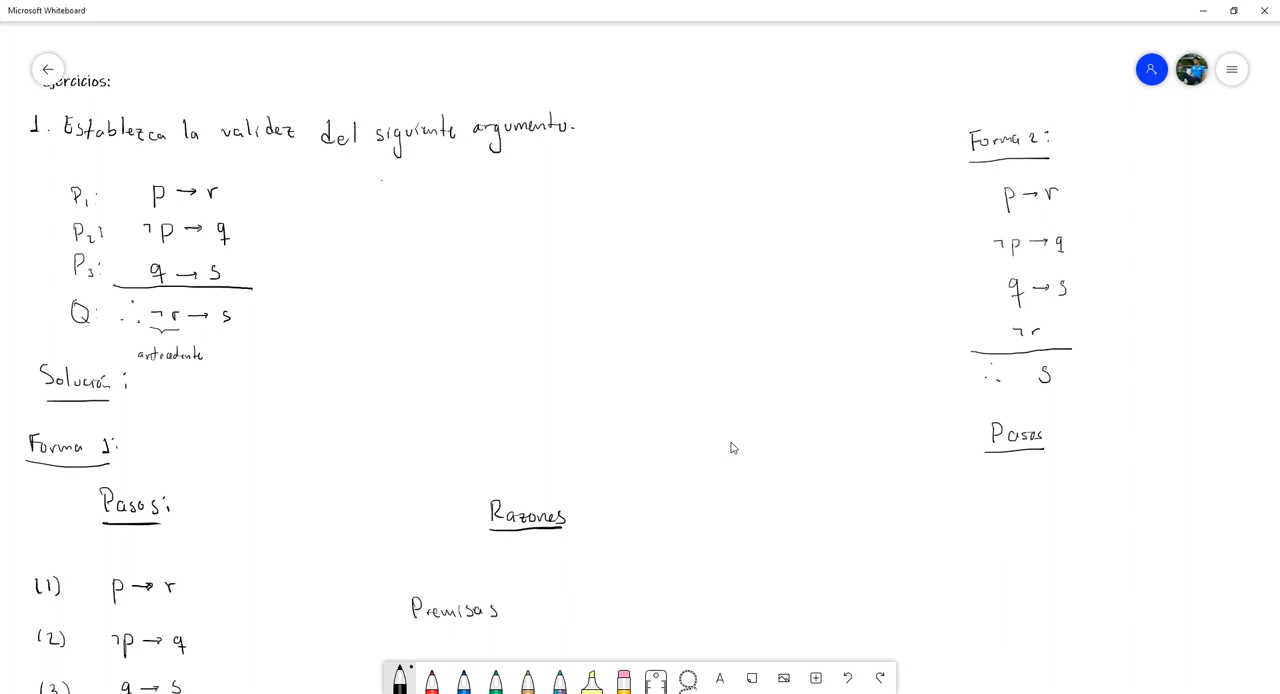 Microsoft Whiteboard
Ejercicios:
1. Establezca la validez del siguiente argumento.
P₁: p → r
P₂: ¬p → q
P₃: q → s
Q: ∴ ¬r → s
antecedente
Solución:
Forma 1:
Pasos:
Razones
(1) p → r
Premisas
(2) ¬p → q
(3) q → s
Forma 2:
p → r
¬p → q
q → s
¬r
∴ s
Pasos